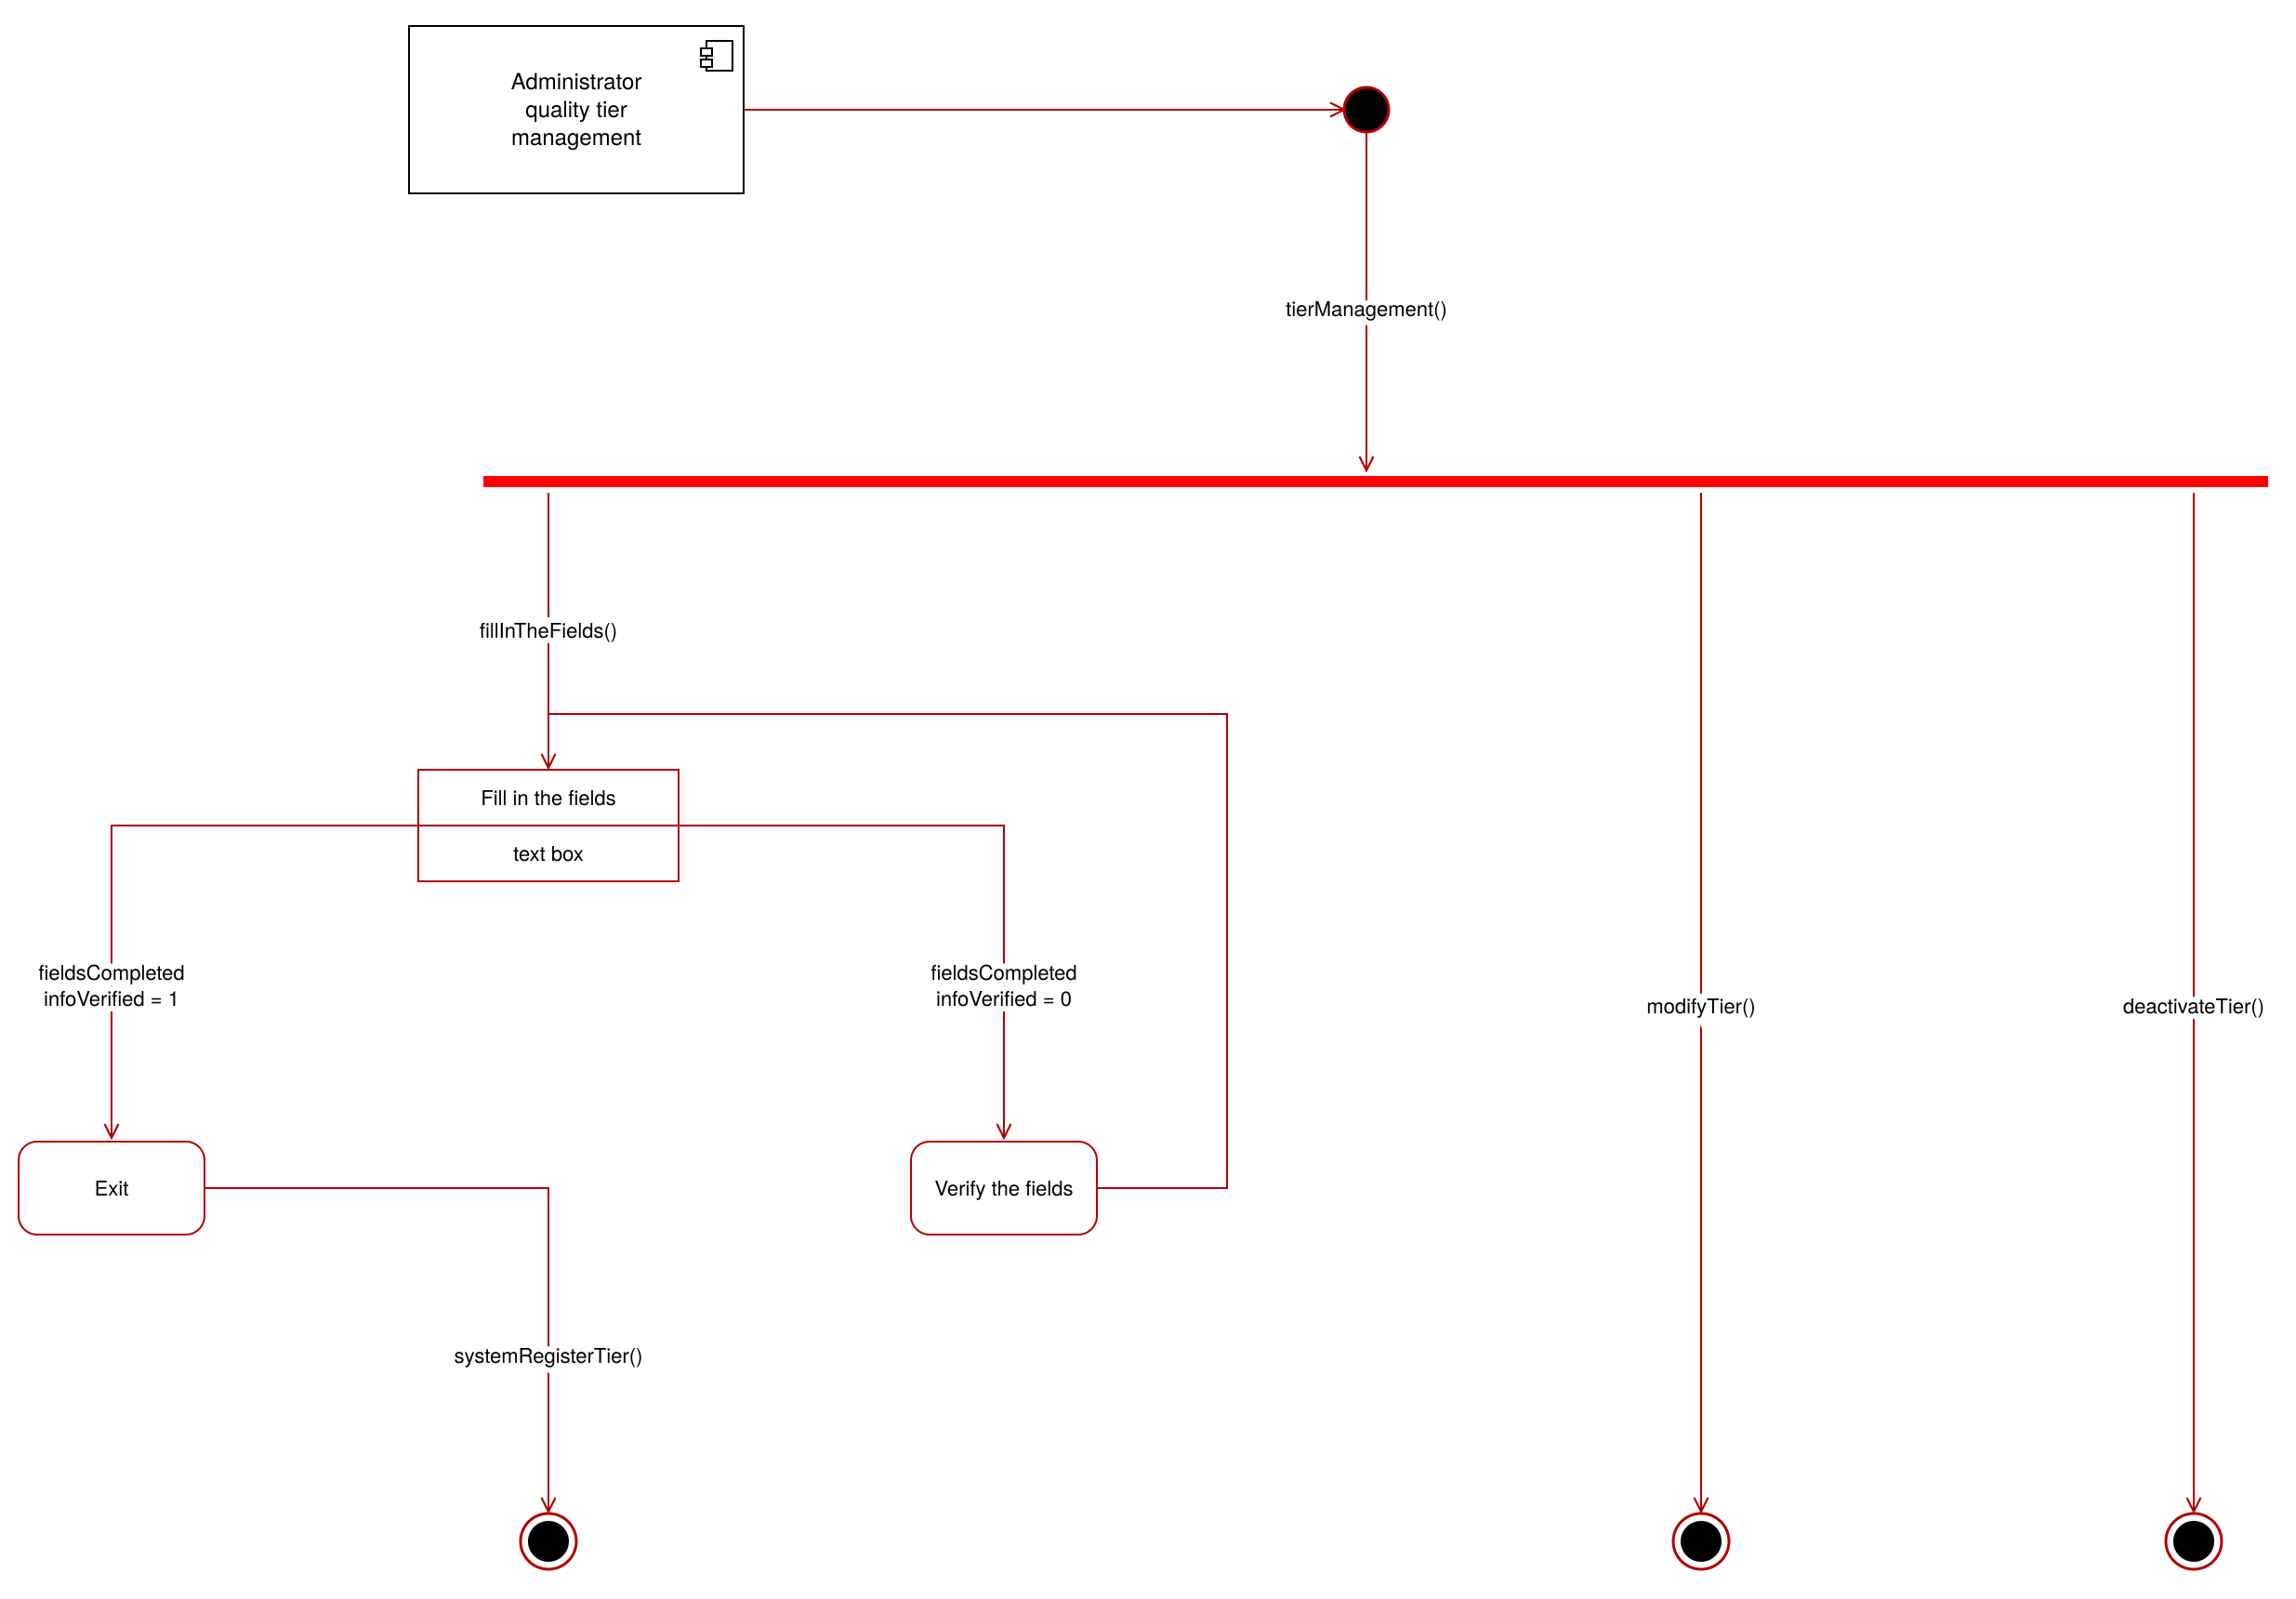 Administrator
quality tier
management
tierManagement()
fillInTheFields()
Fill in the fields
text box
fieldsCompleted
infoVerified = 1
fieldsCompleted
infoVerified = 0
modifyTier()
deactivateTier()
Exit
Verify the fields
systemRegisterTier()